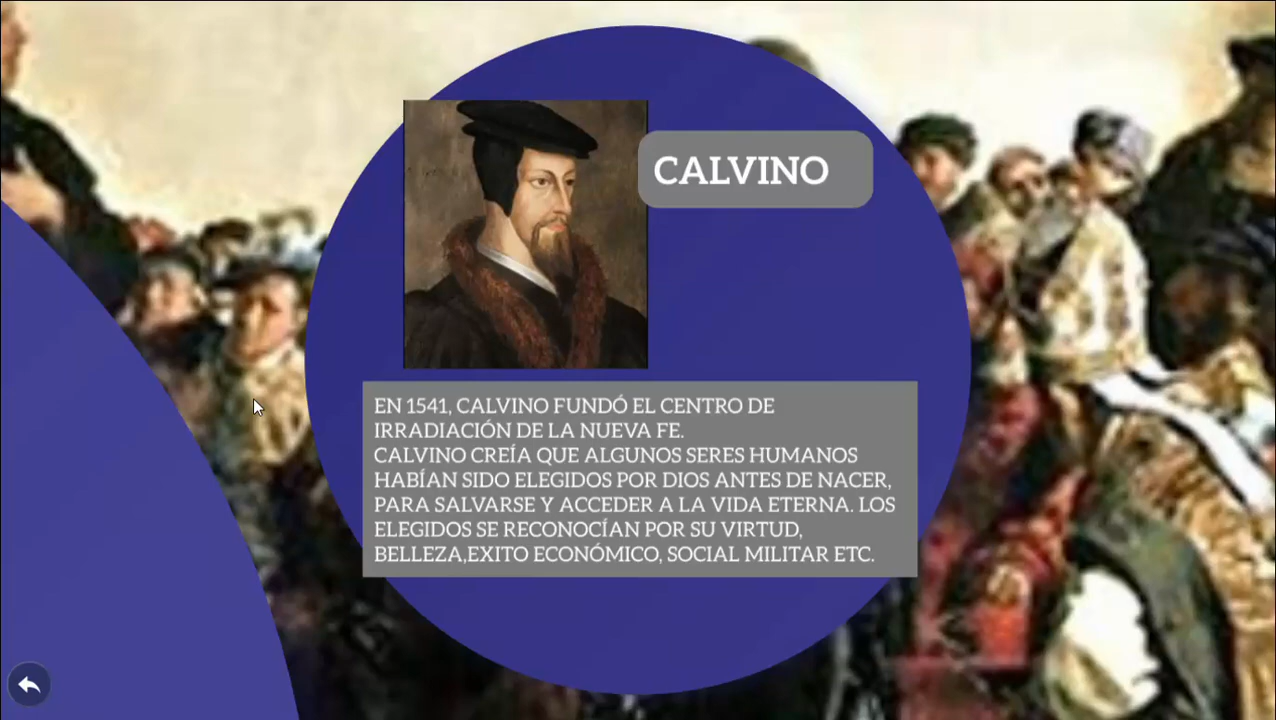 CALVINO
EN 1541, CALVINO FUNDÓ EL CENTRO DE
IRRADIACIÓN DE LA NUEVA FE.
CALVINO CREÍA QUE ALGUNOS SERES HUMANOS
HABÍAN SIDO ELEGIDOS POR DIOS ANTES DE NACER,
PARA SALVARSE Y ACCEDER A LA VIDA ETERNA. LOS
ELEGIDOS SE RECONOCÍAN POR SU VIRTUD,
BELLEZA,EXITO ECONÓMICO, SOCIAL MILITAR ETC.